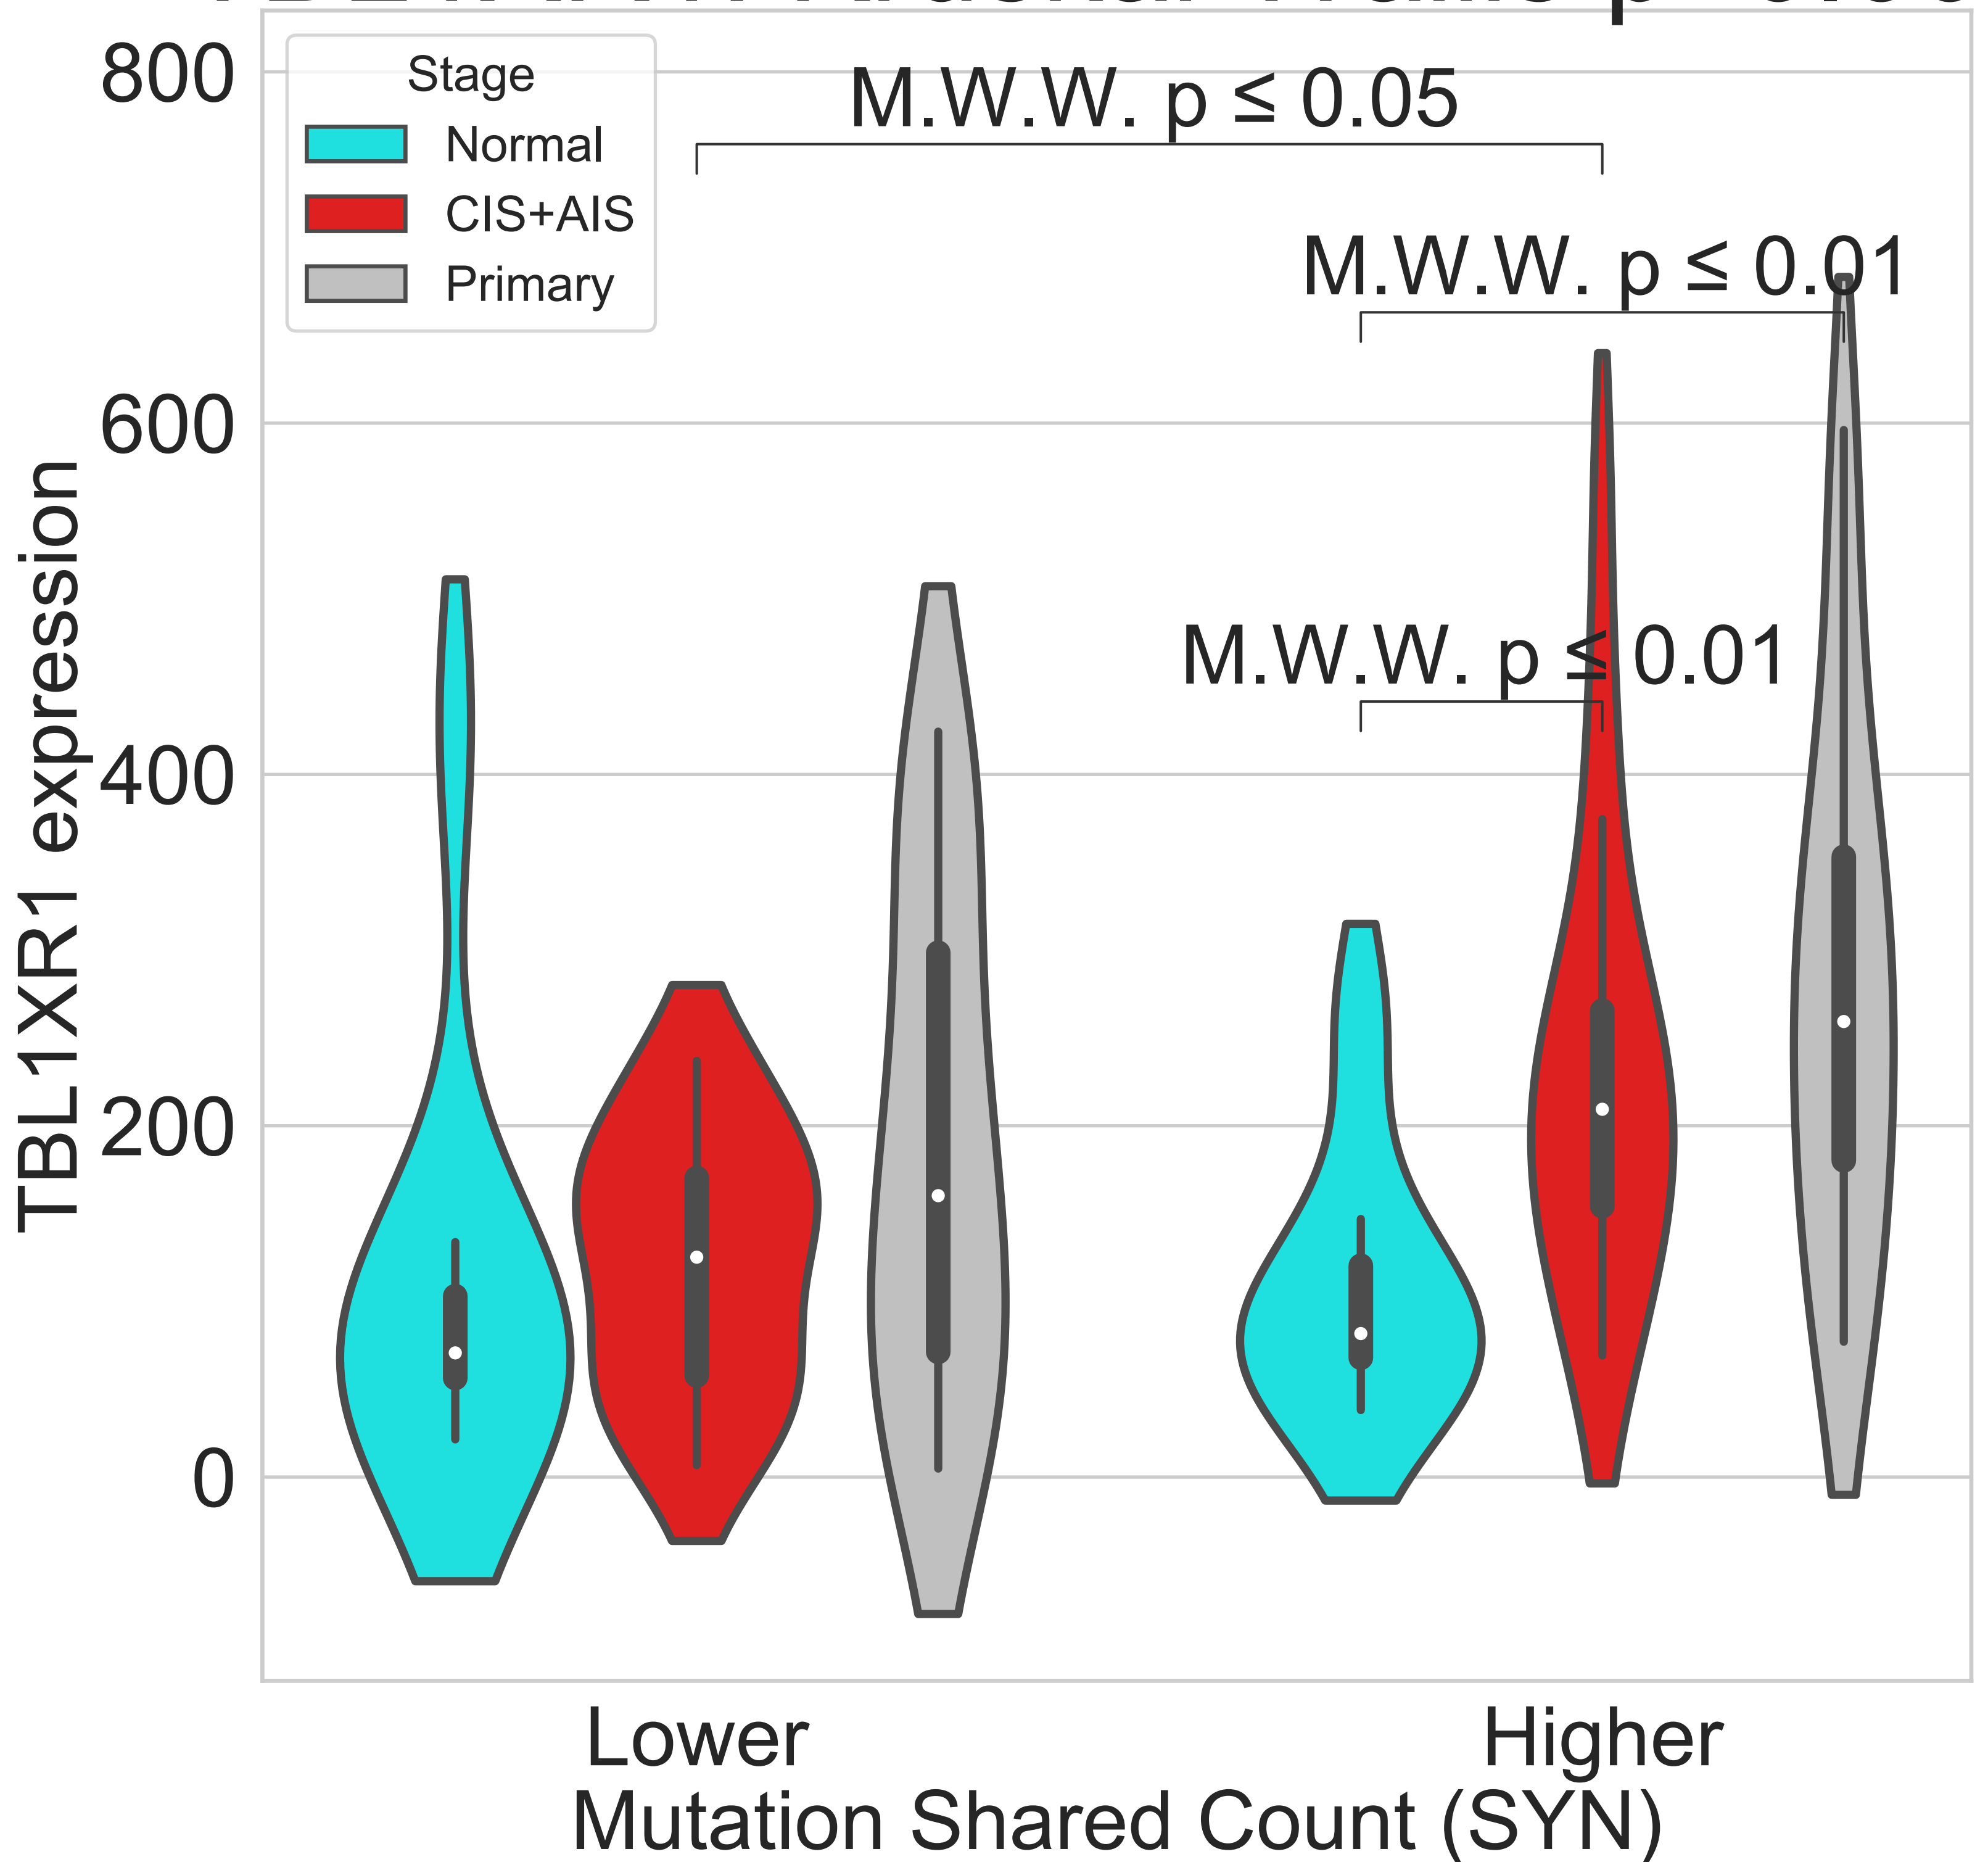 800
600
400
200
0
TBL1XR1 expression
Stage
Normal
CIS+AIS
Primary
M.W.W. p ≤ 0.05
M.W.W. p ≤ 0.01
M.W.W. p ≤ 0.01
Lower
Higher
Mutation Shared Count (SYN)